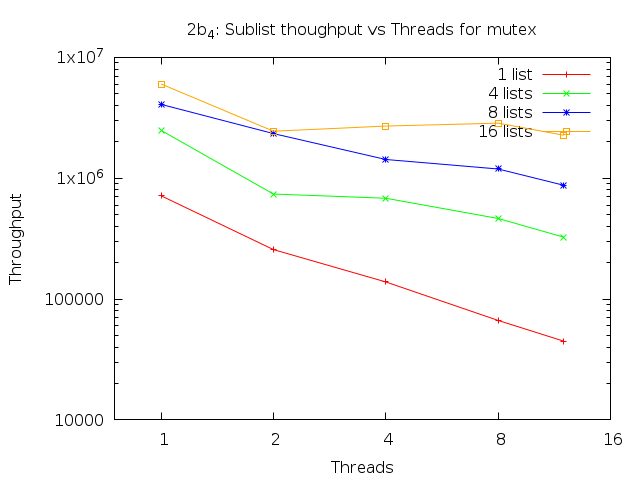 2b₄: Sublist thoughput vs Threads for mutex
1x10⁷
1x10⁶
100000
10000
Throughput
1 list
4 lists
8 lists
16 lists
1 2 4 8 16
Threads